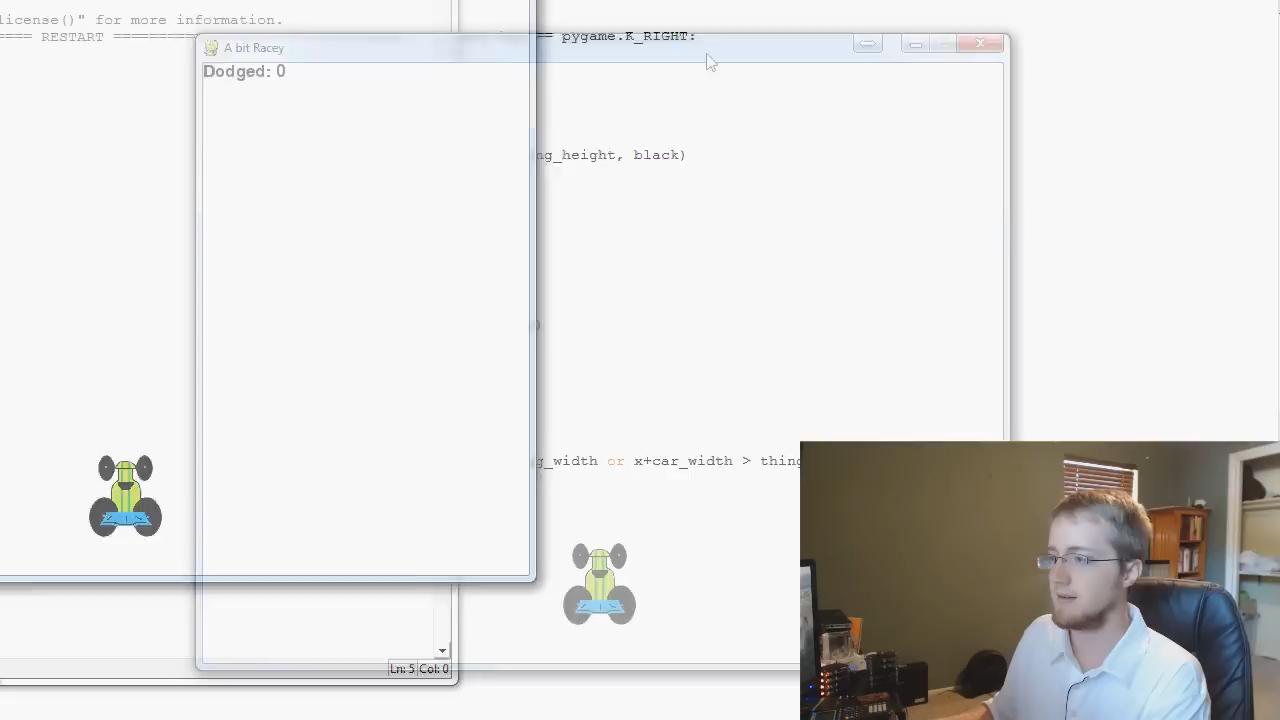 license()" for more information.
==== RESTART ====
== pygame.K_RIGHT:
A bit Racey
Dodged: 0
ng_height, black)
)
g_width or x+car_width > thing
Ln: 5 Col: 0